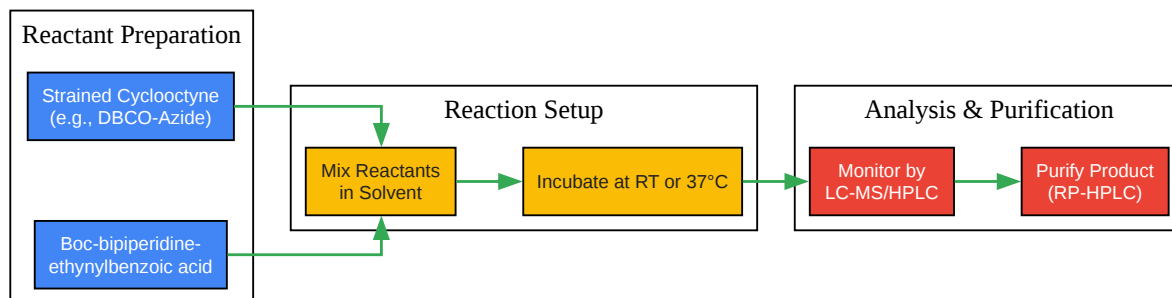 Reactant Preparation
Strained Cyclooctyne
(e.g., DBCO-Azide)
Boc-bipiperidine-
ethynylbenzoic acid
Reaction Setup
Mix Reactants
in Solvent
Incubate at RT or 37°C
Analysis & Purification
Monitor by
LC-MS/HPLC
Purify Product
(RP-HPLC)